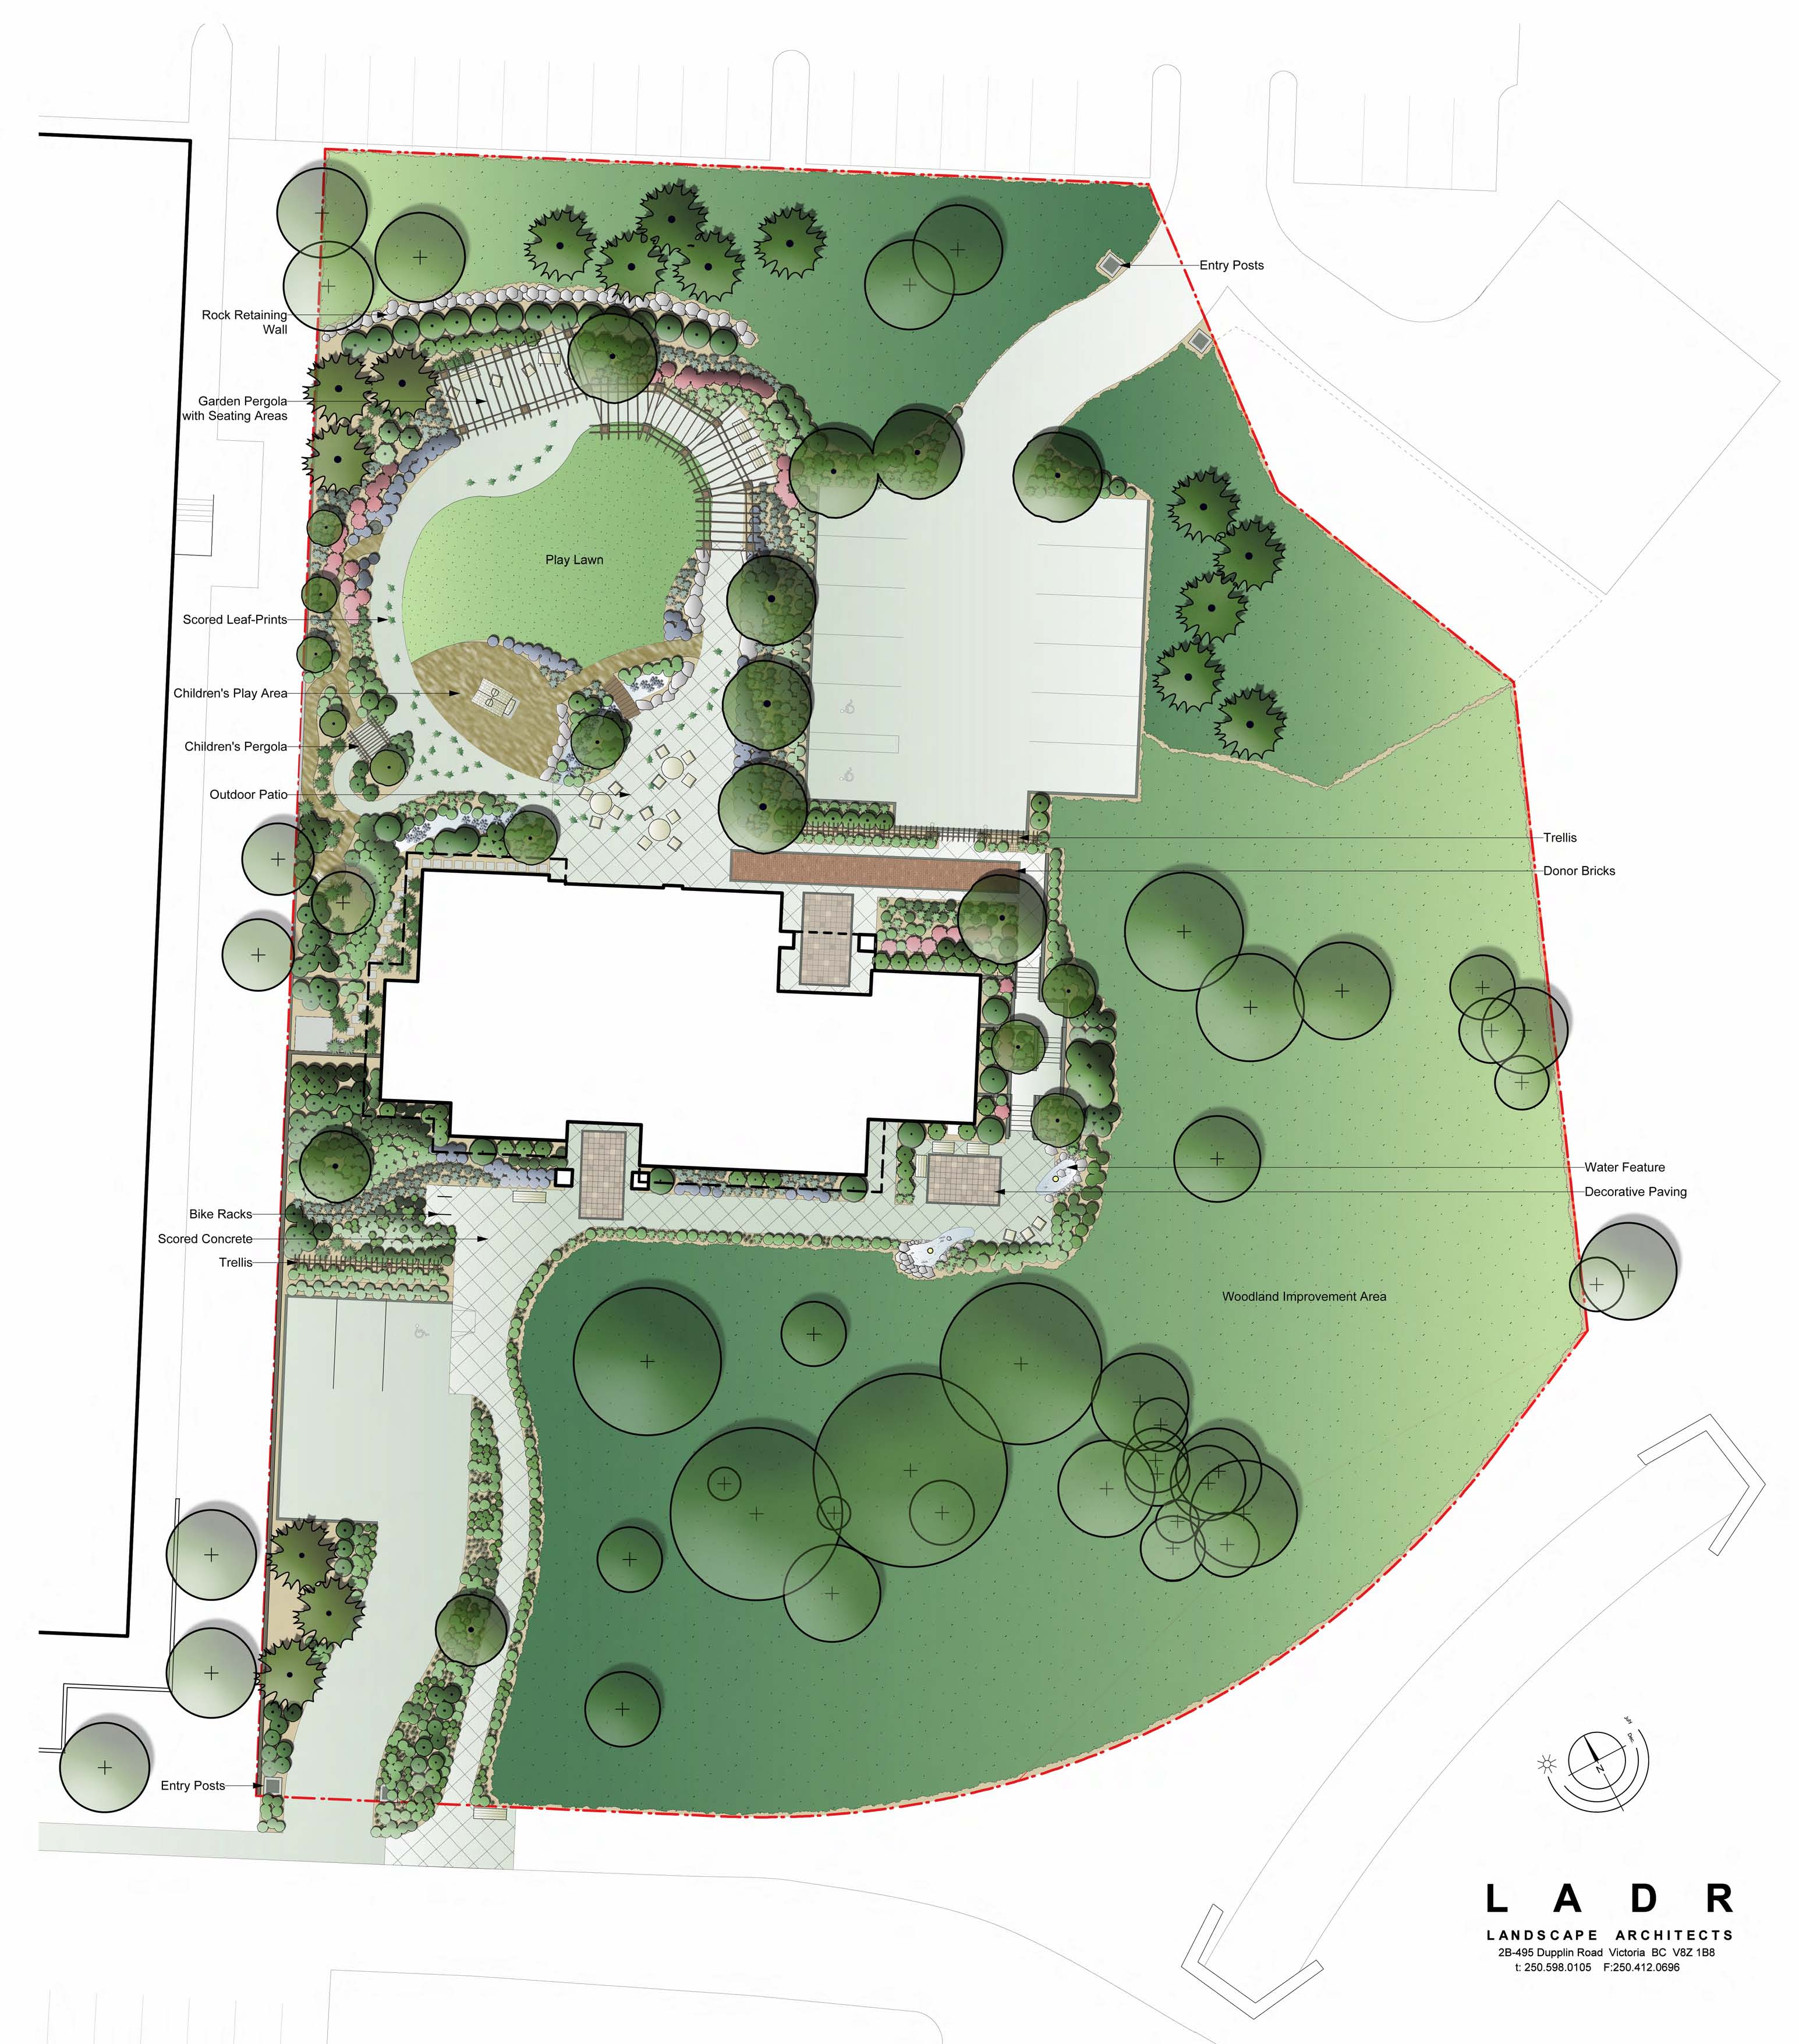 Entry Posts
Rock Retaining
Wall
Garden Pergola
with Seating Areas
Play Lawn
Scored Leaf-Prints
Children's Play Area
Children's Pergola
Outdoor Patio
Trellis
Donor Bricks
Water Feature
Decorative Paving
Bike Racks
Scored Concrete
Trellis
Woodland Improvement Area
Entry Posts
July
Dec.
N
L A D R
LANDSCAPE ARCHITECTS
2B-495 Dupplin Road Victoria BC V8Z 1B8
t: 250.598.0105 F:250.412.0696